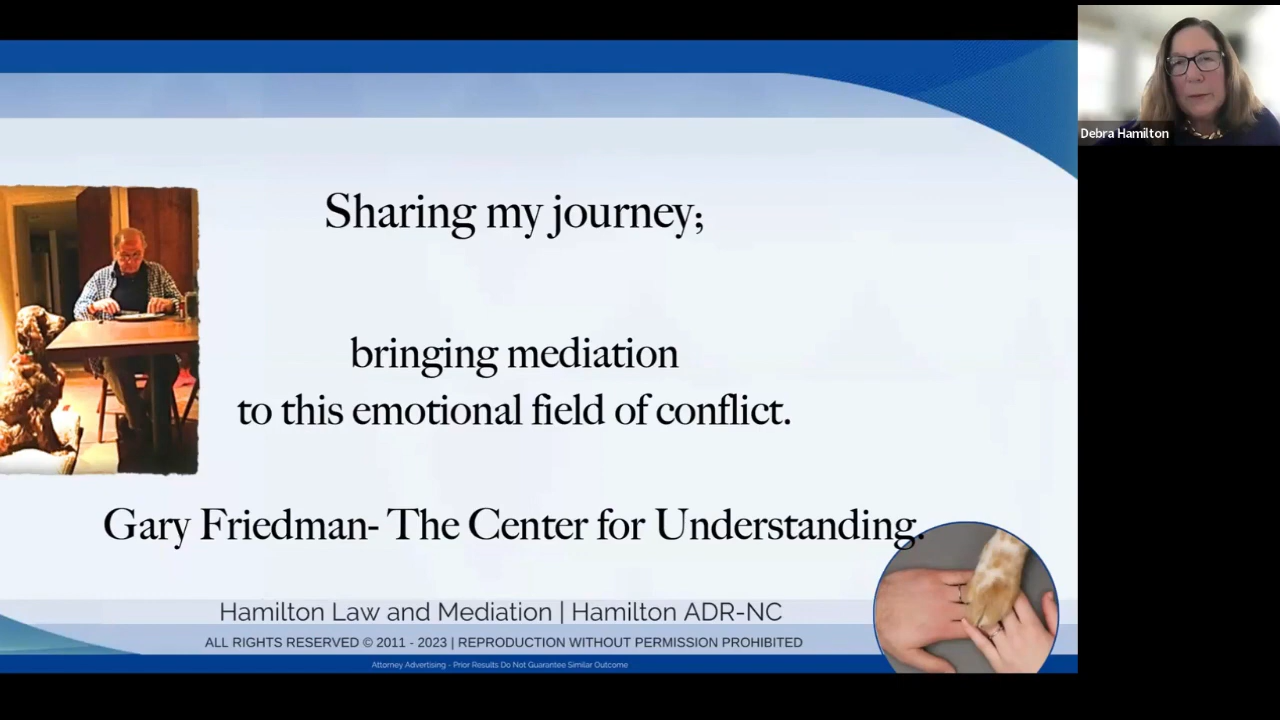 Debra Hamilton
Sharing my journey;
bringing mediation
to this emotional field of conflict.
Gary Friedman- The Center for Understanding.
Hamilton Law and Mediation | Hamilton ADR-NC
ALL RIGHTS RESERVED © 2011 - 2023 | REPRODUCTION WITHOUT PERMISSION PROHIBITED
Attorney Advertising - Prior Results Do Not Guarantee Similar Outcome